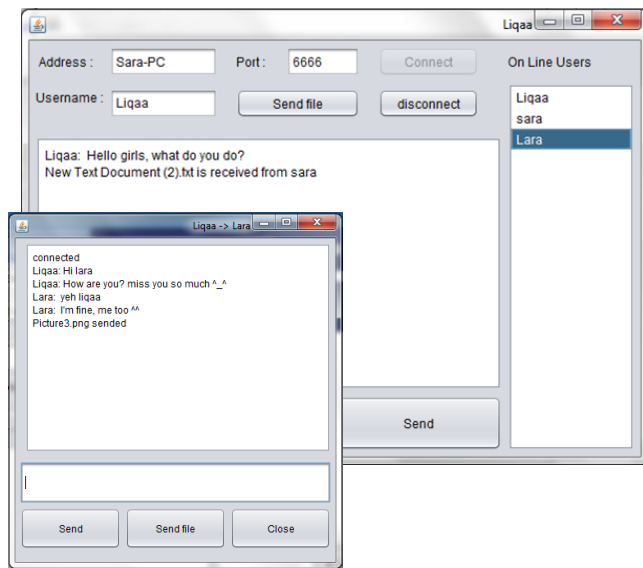 Liqaa
Address : Sara-PC Port : 6666 Connect On Line Users
Username : Liqaa Send file disconnect
Liqaa
sara
Lara
Liqaa: Hello girls, what do you do?
New Text Document (2).txt is received from sara
Send
Liqaa -> Lara
connected
Liqaa: Hi lara
Liqaa: How are you? miss you so much ^_^
Lara: yeh liqaa
Lara: I'm fine, me too ^^
Picture3.png sended
Send Send file Close